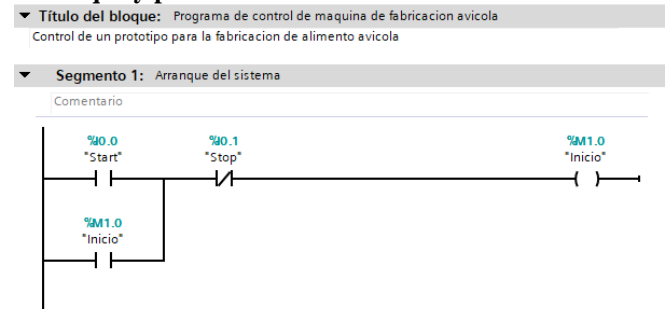 Título del bloque: Programa de control de maquina de fabricacion avicola
Control de un prototipo para la fabricacion de alimento avicola
Segmento 1: Arranque del sistema
Comentario
%I0.0 %I0.1 %M1.0
"Start" "Stop" "Inicio"
%M1.0
"Inicio"